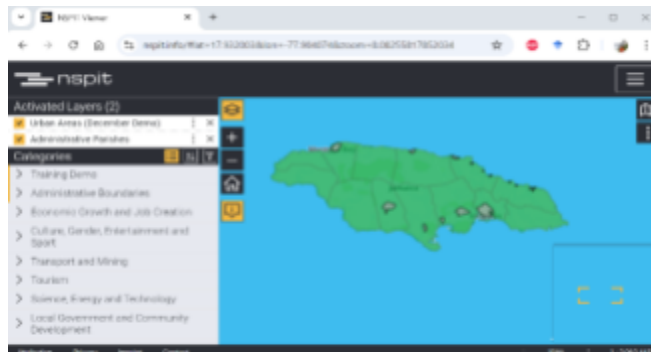 NSPIT Viewer
nspit
Activated Layers (2)
Urban Areas (December Demo)
Administrative Parishes
Categories
Training Demo
Administrative Boundaries
Economic Growth and Job Creation
Culture, Gender, Entertainment and
Sport
Transport and Mining
Tourism
Science, Energy and Technology
Local Government and Community
Development